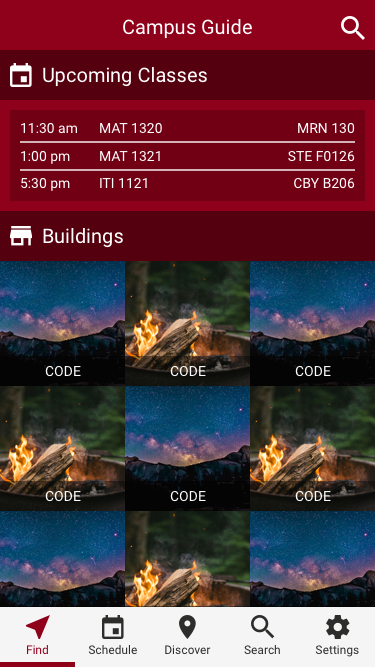 Campus Guide
Upcoming Classes
11:30 am MAT 1320 MRN 130
1:00 pm MAT 1321 STE F0126
5:30 pm ITI 1121 CBY B206
Buildings
CODE CODE CODE
CODE CODE CODE
Find Schedule Discover Search Settings